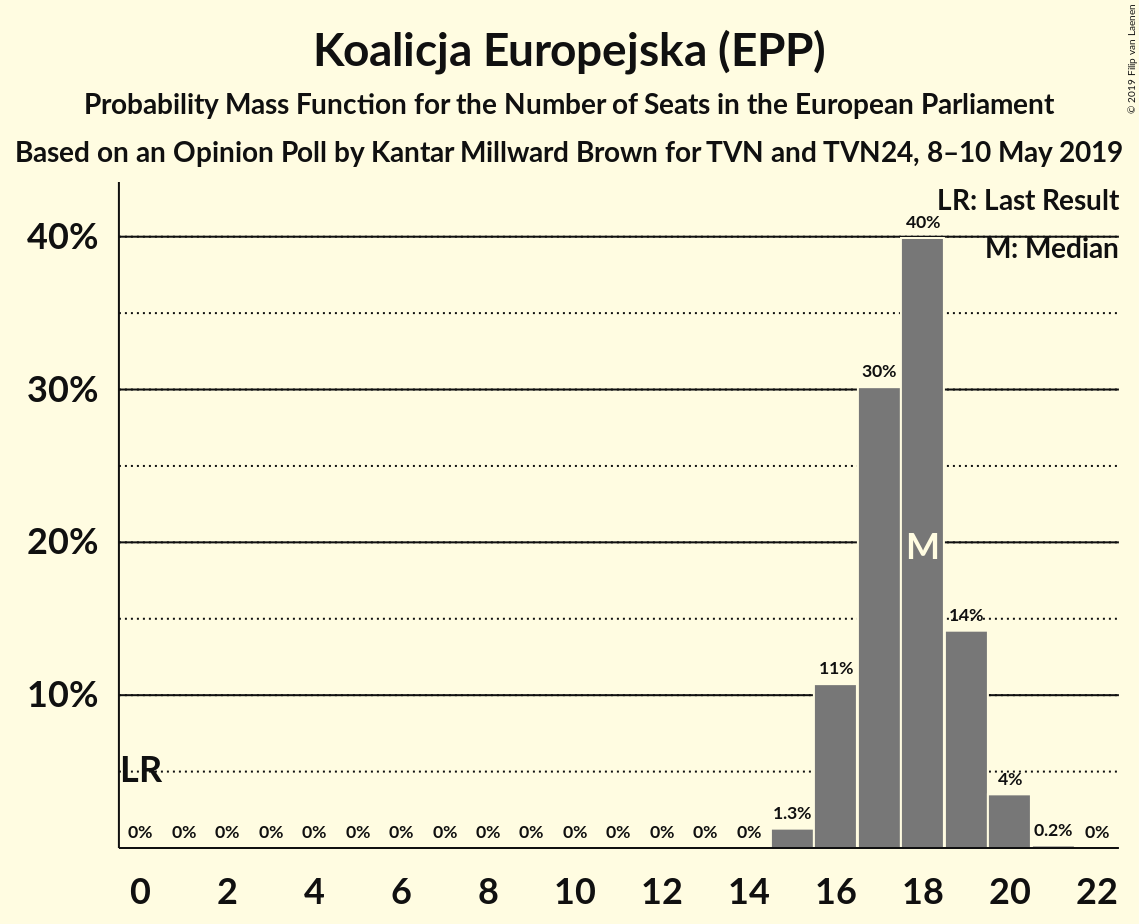 Koalicja Europejska (EPP)
Probability Mass Function for the Number of Seats in the European Parliament
Based on an Opinion Poll by Kantar Millward Brown for TVN and TVN24, 8–10 May 2019
© 2019 Filip van Laenen
LR: Last Result
M: Median
40%
30%
20%
10%
40%
30%
M
14%
11%
LR
4%
1.3%
0% 0% 0% 0% 0% 0% 0% 0% 0% 0% 0% 0% 0% 0% 0% 0.2% 0%
0 2 4 6 8 10 12 14 16 18 20 22